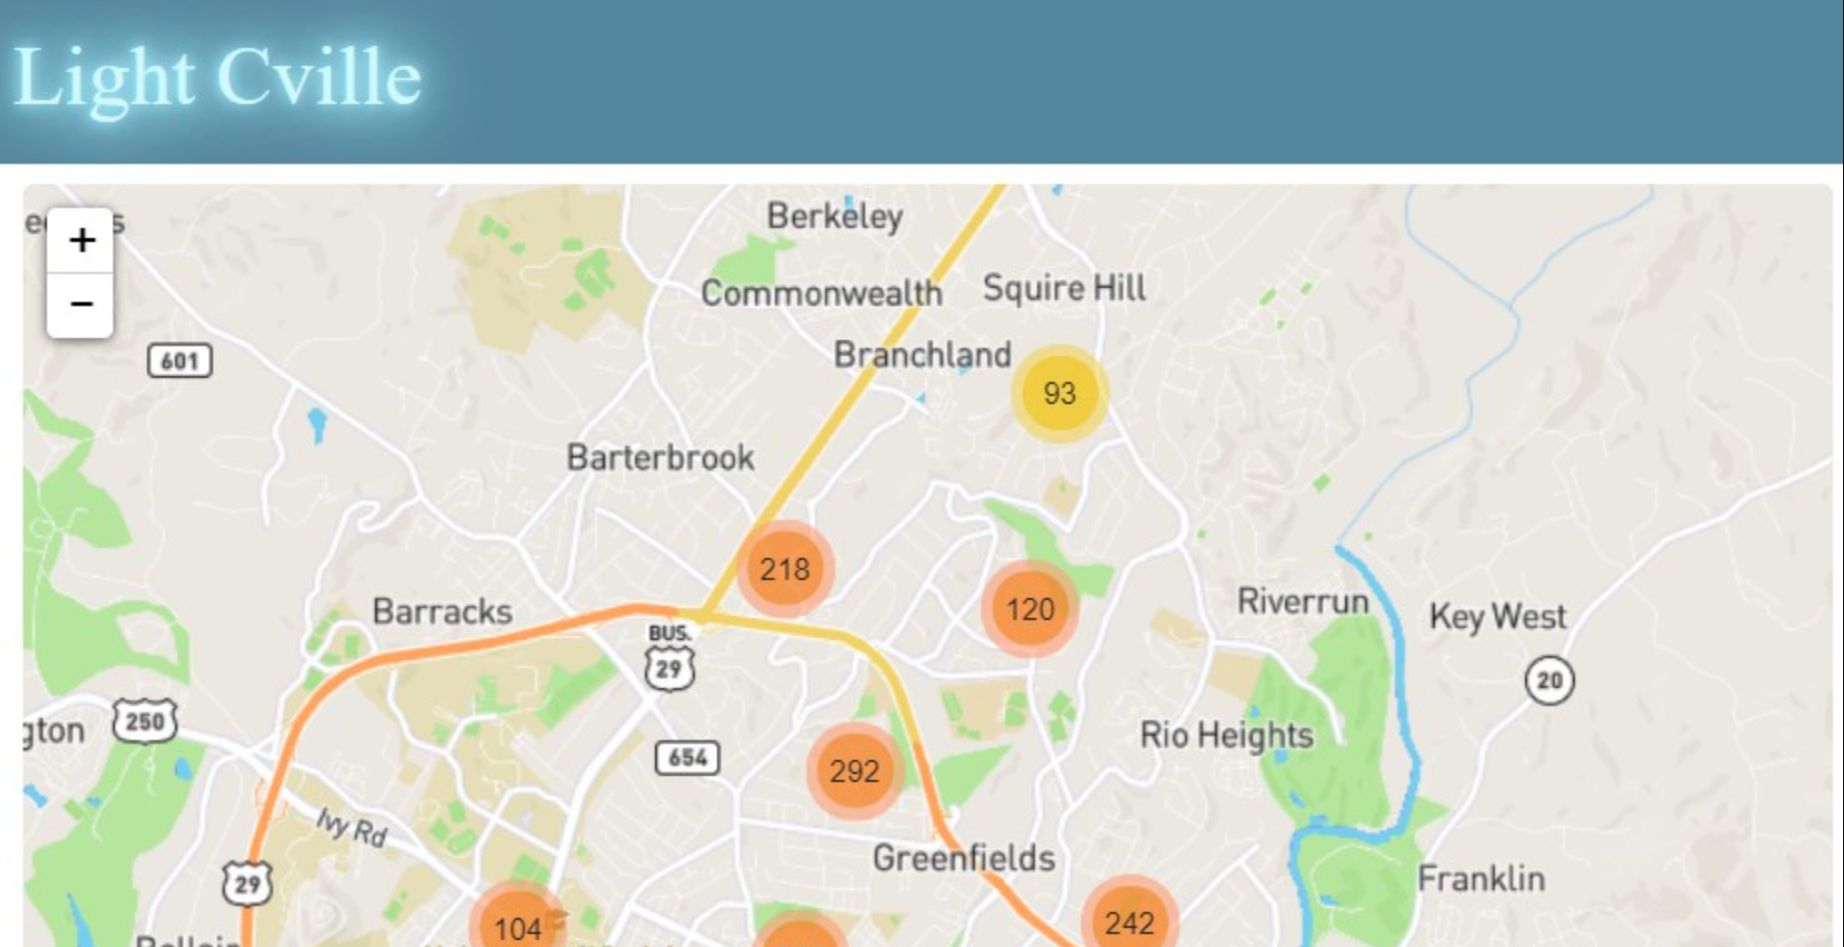 Light Cville
+
−
Berkeley
Commonwealth
Squire Hill
Branchland
93
601
Barterbrook
218
120
Barracks
BUS.
29
Riverrun
Key West
20
gton
250
Rio Heights
654
292
Ivy Rd
Greenfields
29
Franklin
104
242